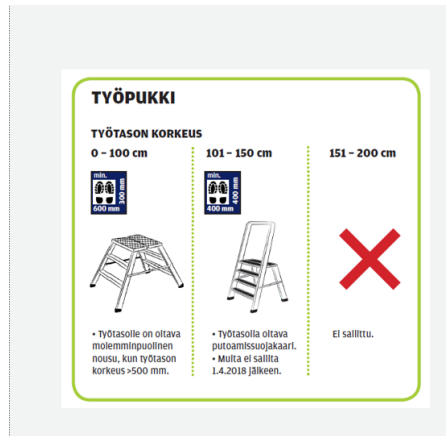 TYÖPUKKI
TYÖTASON KORKEUS
0 – 100 cm
101 – 150 cm
151 – 200 cm
min.
300 mm
600 mm
min.
400 mm
400 mm
• Työtasolle on oltava
molemminpuolinen
nousu, kun työtason
korkeus >500 mm.
• Työtasolla oltava
putoamissuojakaari.
• Muita ei sallita
1.4.2018 jälkeen.
Ei sallittu.